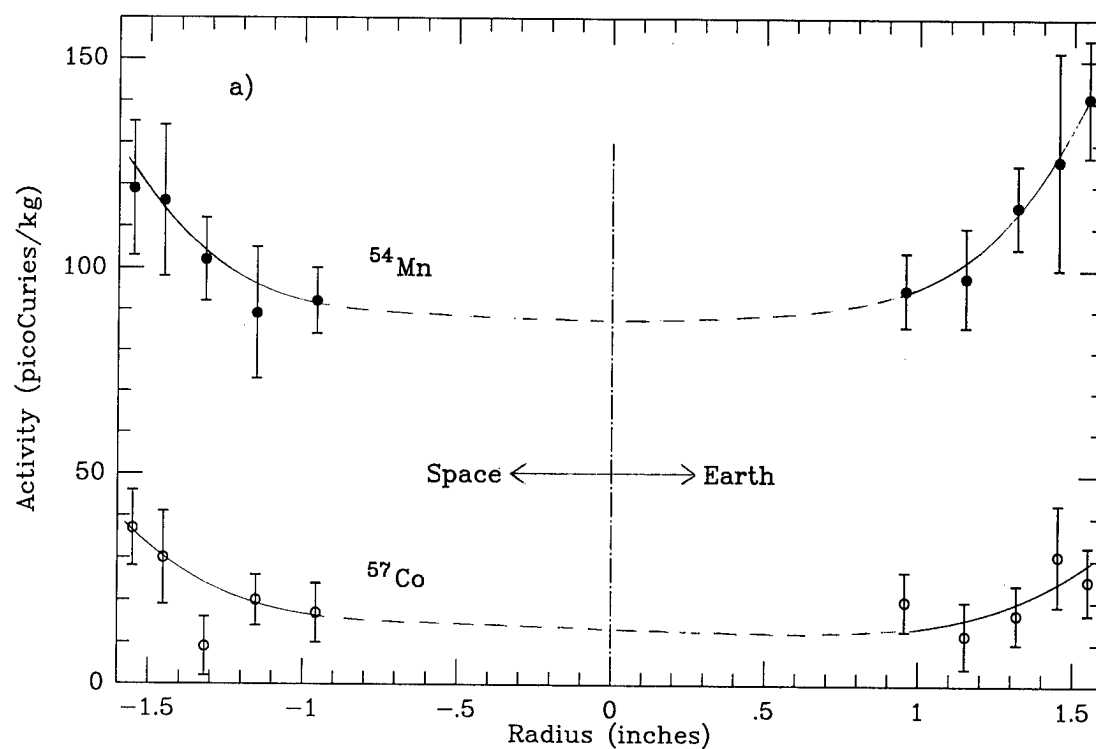 150
a)
Activity (picoCuries/kg)
100
⁵⁴Mn
50
Space
Earth
⁵⁷Co
0
−1.5
−1
−.5
0
.5
1
1.5
Radius (inches)